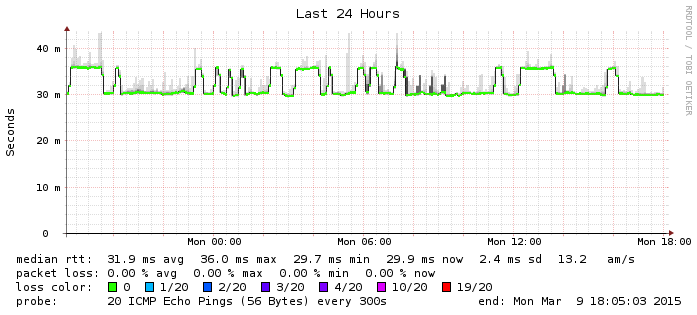 Last 24 Hours
RRDTOOL / TOBI OETIKER
Seconds
40 m
30 m
20 m
10 m
0
Mon 00:00 Mon 06:00 Mon 12:00 Mon 18:00
median rtt: 31.9 ms avg 36.0 ms max 29.7 ms min 29.9 ms now 2.4 ms sd 13.2 am/s
packet loss: 0.00 % avg 0.00 % max 0.00 % min 0.00 % now
loss color: 0 1/20 2/20 3/20 4/20 10/20 19/20
probe: 20 ICMP Echo Pings (56 Bytes) every 300s end: Mon Mar 9 18:05:03 2015